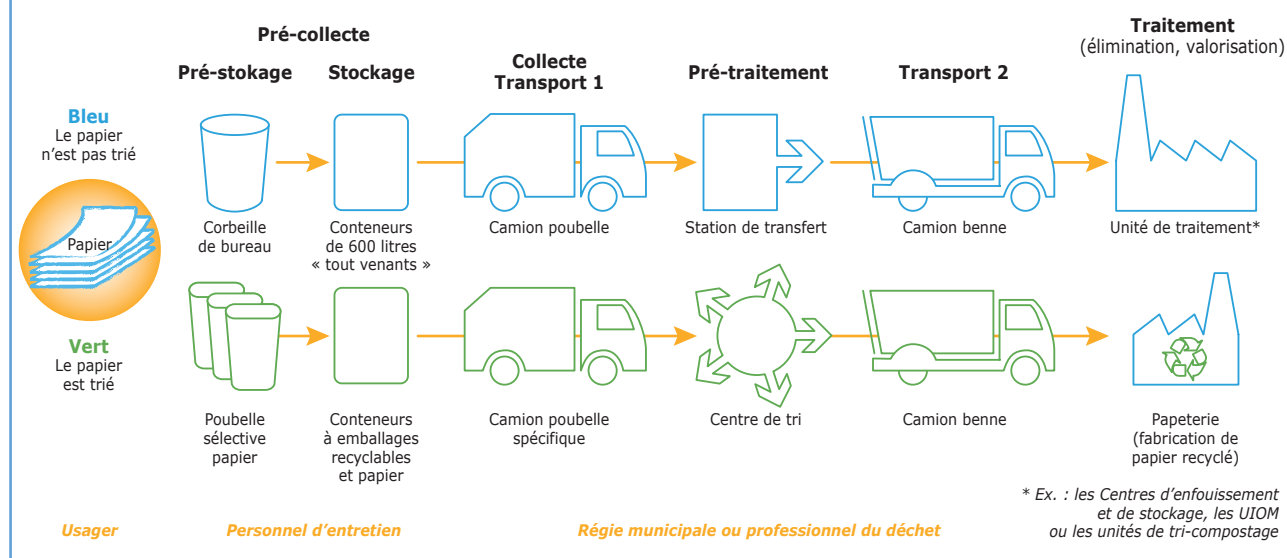 Pré-collecte
Pré-stokage
Stockage
Collecte
Transport 1
Pré-traitement
Transport 2
Traitement
(élimination, valorisation)
Bleu
Le papier
n’est pas trié
Papier
Vert
Le papier
est trié
Corbeille
de bureau
Conteneurs
de 600 litres
« tout venants »
Camion poubelle
Station de transfert
Camion benne
Unité de traitement*
Poubelle
sélective
papier
Conteneurs
à emballages
recyclables
et papier
Camion poubelle
spécifique
Centre de tri
Camion benne
Papeterie
(fabrication de
papier recyclé)
* Ex. : les Centres d’enfouissement
et de stockage, les UIOM
ou les unités de tri-compostage
Usager
Personnel d’entretien
Régie municipale ou professionnel du déchet